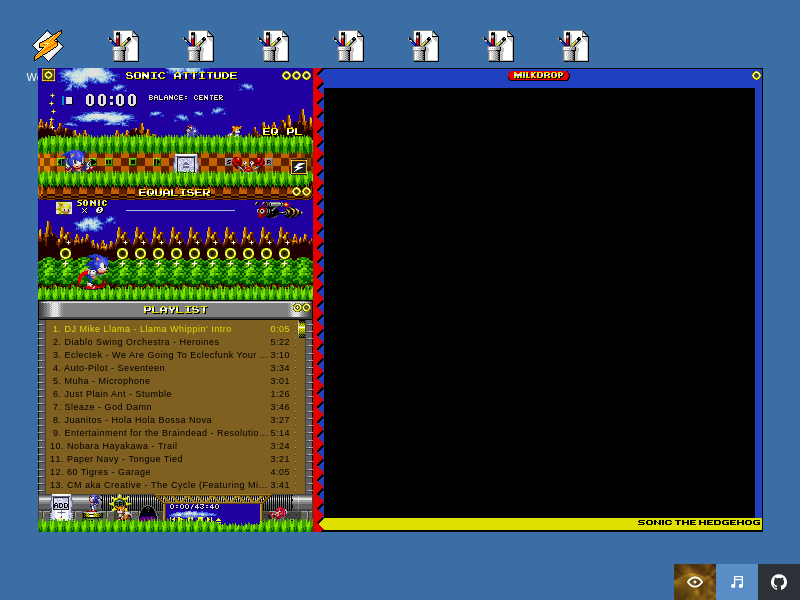 W
SONIC ATTITUDE
MILKDROP
00:00
BALANCE: CENTER
EQ PL
EQUALISER
SONIC
PLAYLIST
1. DJ Mike Llama - Llama Whippin' Intro 0:05
2. Diablo Swing Orchestra - Heroines 5:22
3. Eclectek - We Are Going To Eclecfunk Your ... 3:10
4. Auto-Pilot - Seventeen 3:34
5. Muha - Microphone 3:01
6. Just Plain Ant - Stumble 1:26
7. Sleaze - God Damn 3:46
8. Juanitos - Hola Hola Bossa Nova 3:27
9. Entertainment for the Braindead - Resolutio... 5:14
10. Nobara Hayakawa - Trail 3:24
11. Paper Navy - Tongue Tied 3:21
12. 60 Tigres - Garage 4:05
13. CM aka Creative - The Cycle (Featuring Mi... 3:41
ADD
0:00/43:40
SONIC THE HEDGEHOG